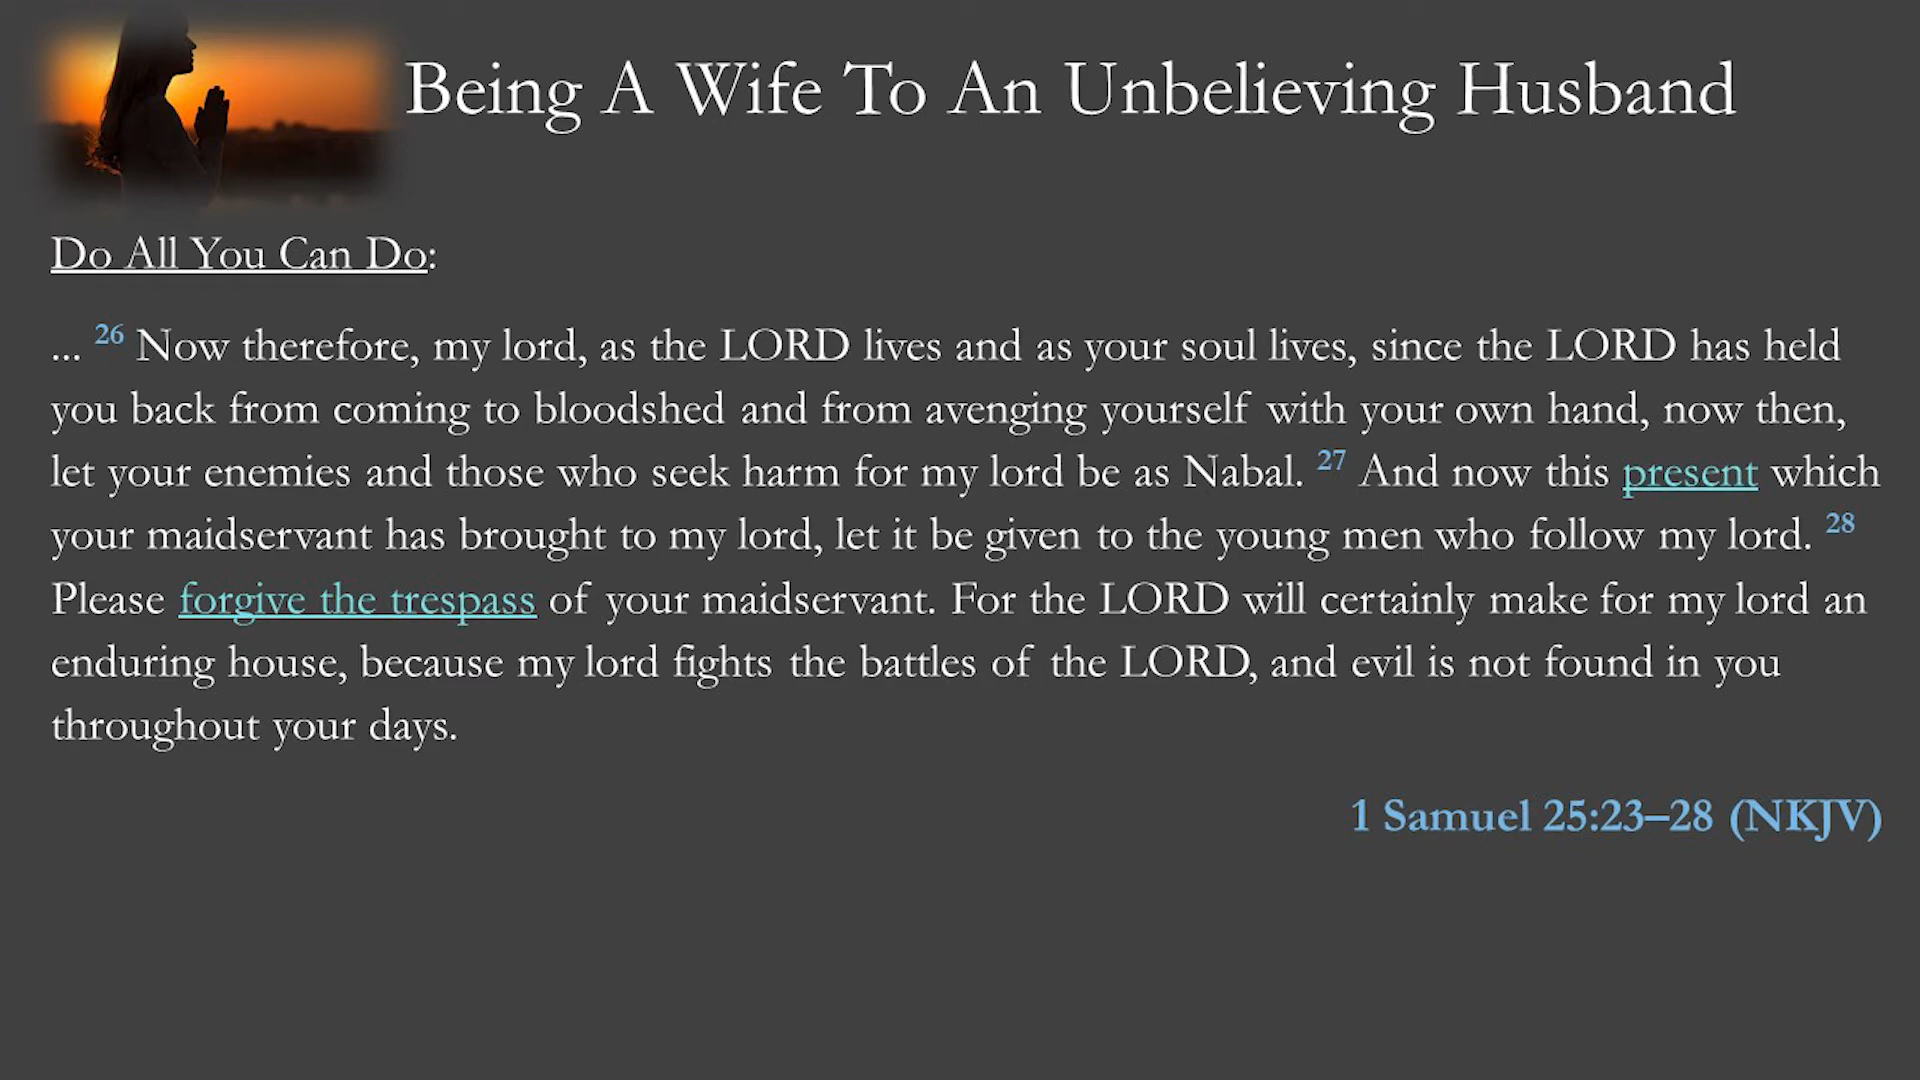 Being A Wife To An Unbelieving Husband
Do All You Can Do:
... 26 Now therefore, my lord, as the LORD lives and as your soul lives, since the LORD has held
you back from coming to bloodshed and from avenging yourself with your own hand, now then,
let your enemies and those who seek harm for my lord be as Nabal. 27 And now this present which
your maidservant has brought to my lord, let it be given to the young men who follow my lord. 28
Please forgive the trespass of your maidservant. For the LORD will certainly make for my lord an
enduring house, because my lord fights the battles of the LORD, and evil is not found in you
throughout your days.
1 Samuel 25:23–28 (NKJV)